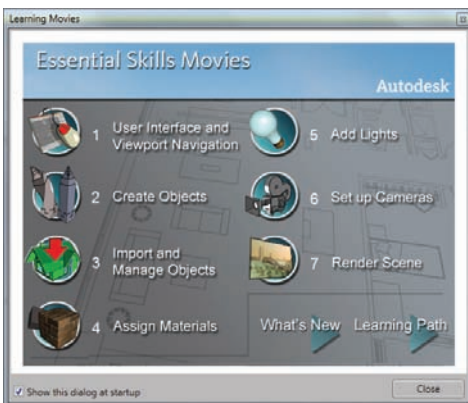 Learning Movies
Essential Skills Movies
Autodesk
1 User Interface and
Viewport Navigation
2 Create Objects
3 Import and
Manage Objects
4 Assign Materials
5 Add Lights
6 Set up Cameras
7 Render Scene
What's New
Learning Path
Show this dialog at startup
Close